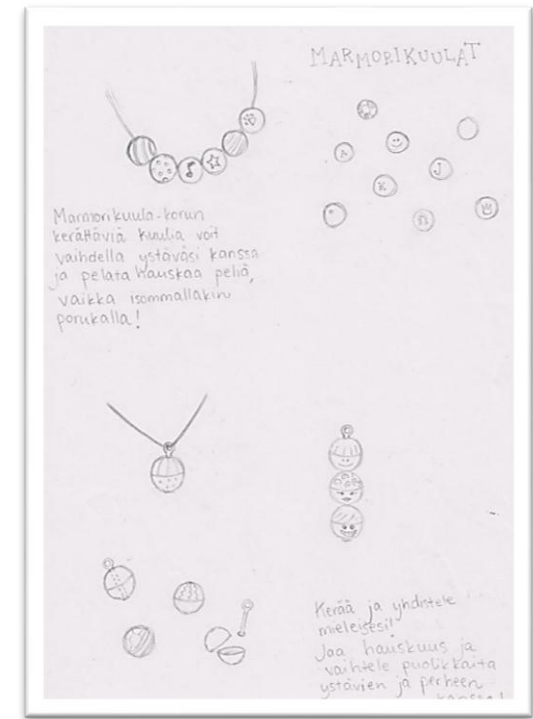 MARMORIKUULAT
A
J
K
Marmorikuula-korun
kerättäviä kuulia voit
vaihdella ystäväsi kanssa
ja pelata hauskaa peliä,
vaikka isommallakin
porukalla!
Kerää ja yhdistele
mieleisesi!
Jaa hauskuus ja
vaihtele puolikkaita
ystävien ja perheen
kanssa!